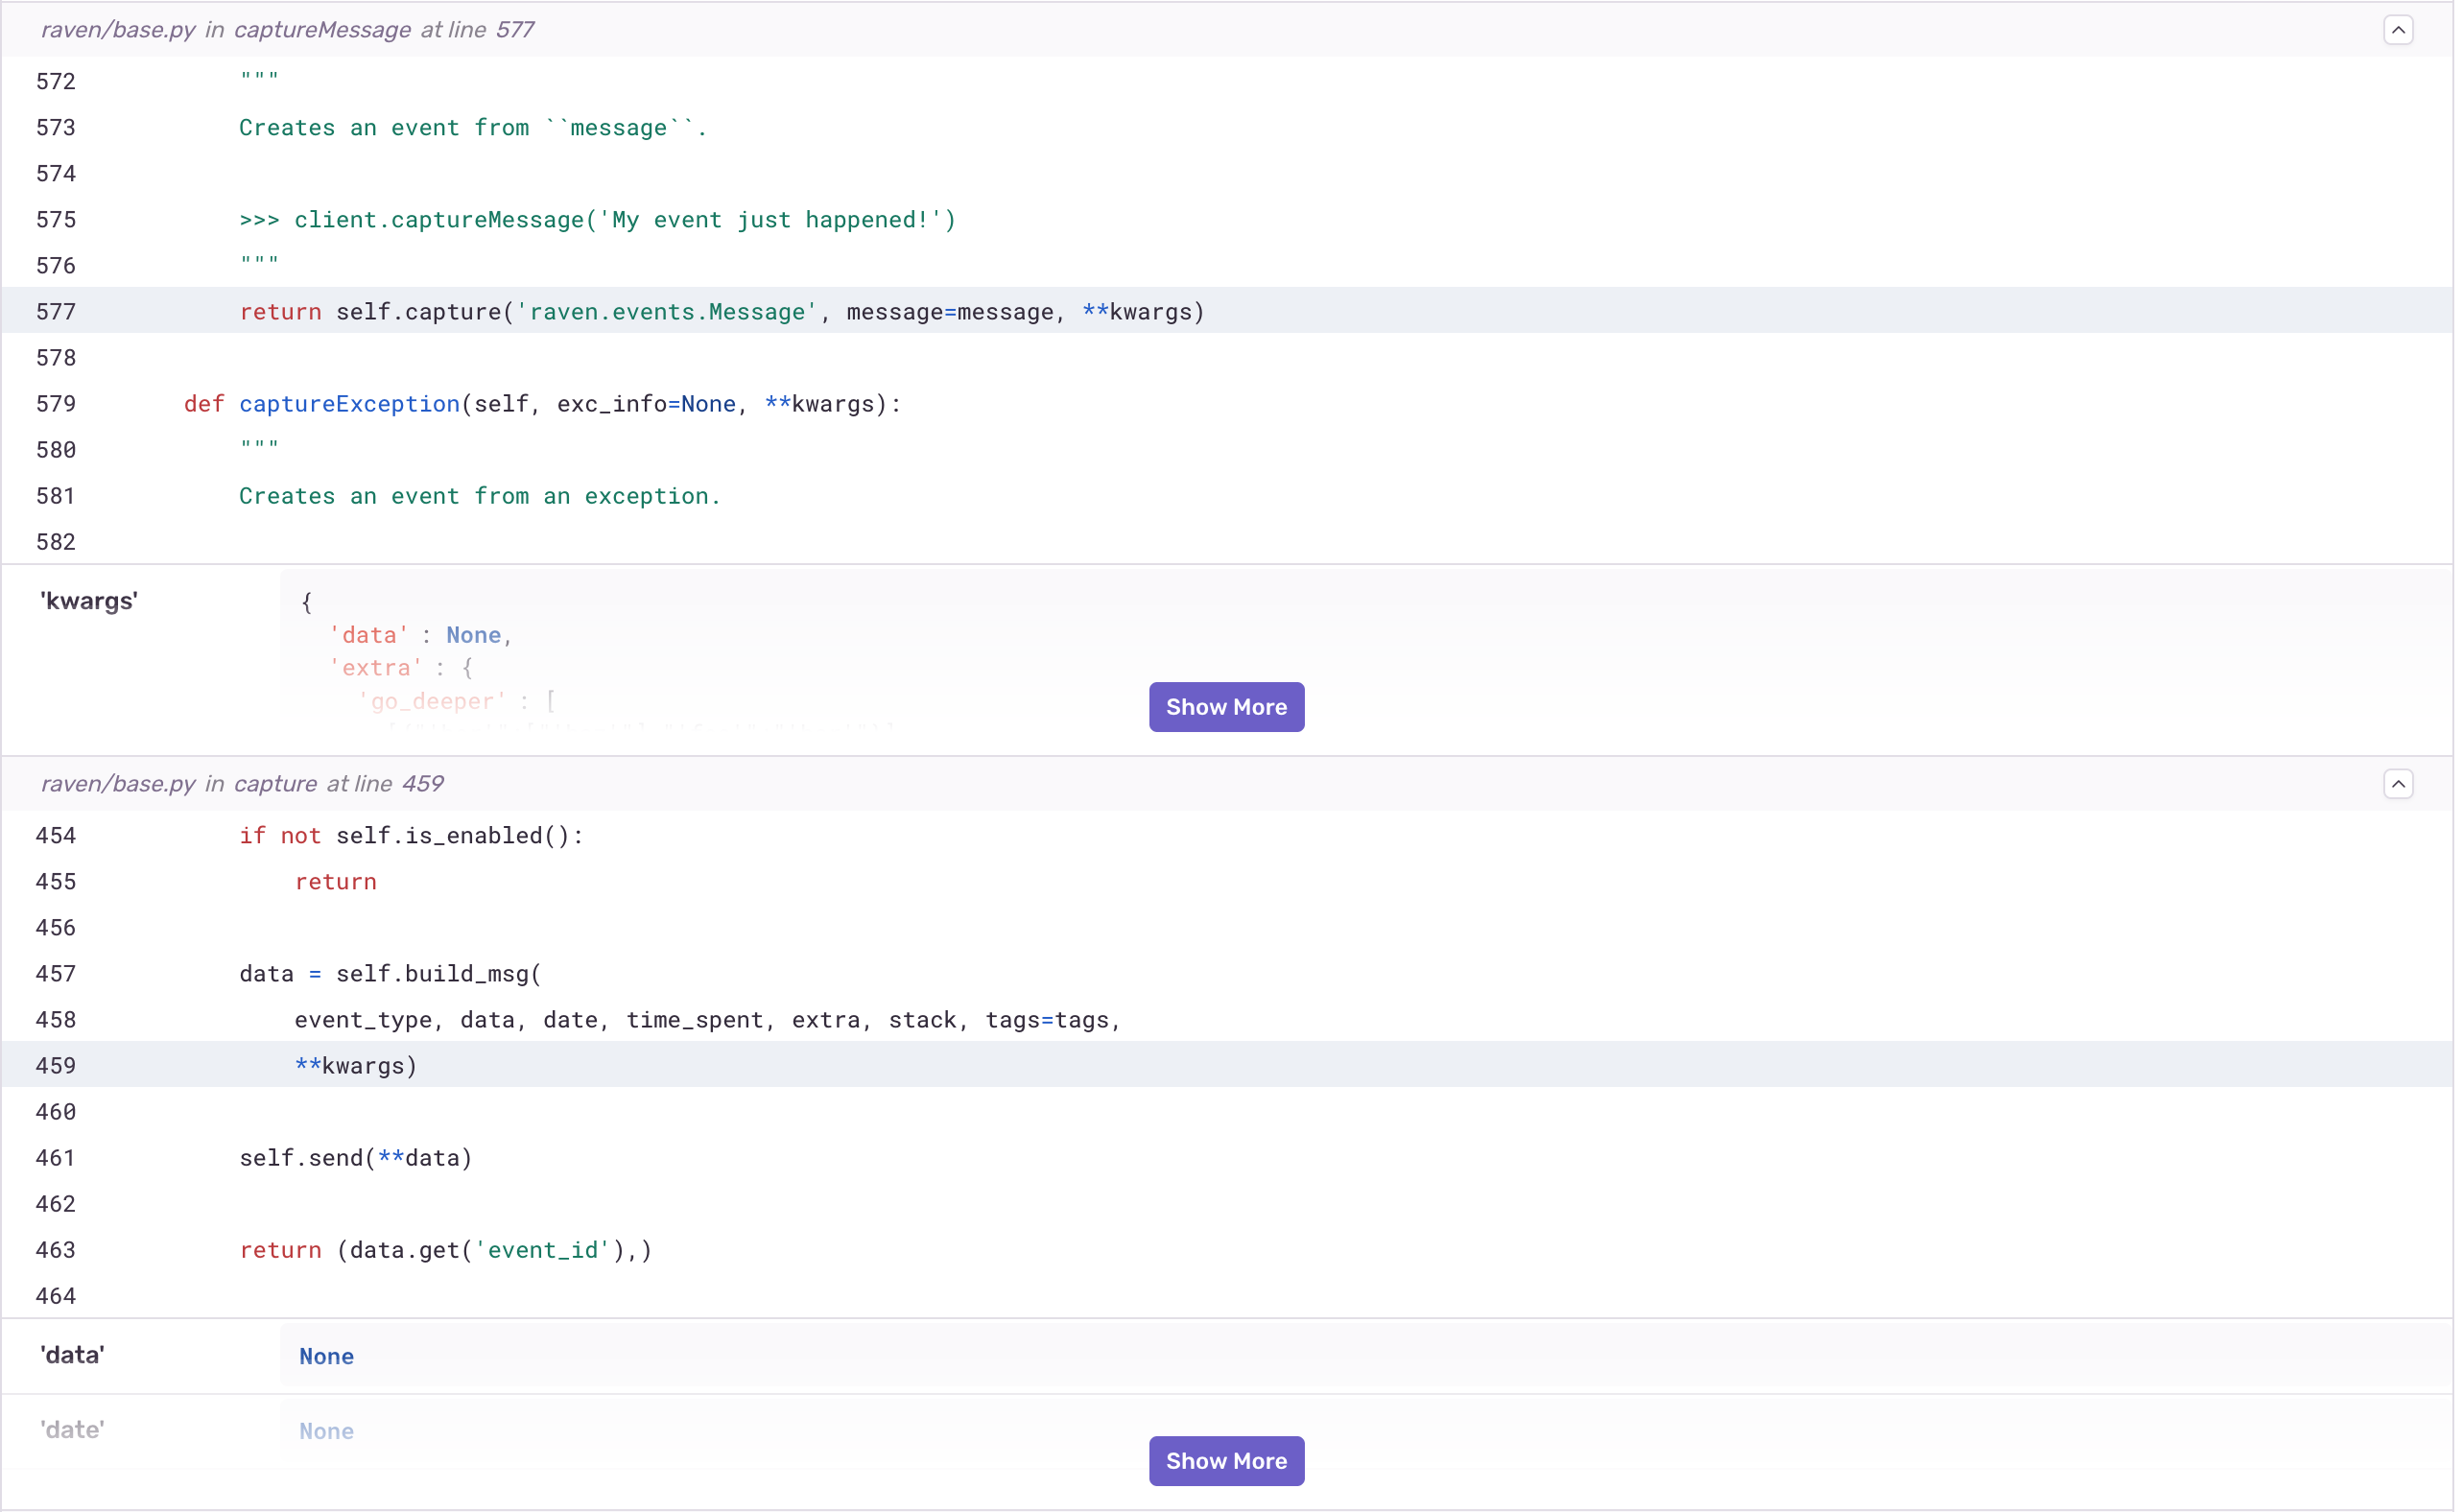 raven/base.py in captureMessage at line 577
572 """
573 Creates an event from ``message``.
574
575 >>> client.captureMessage('My event just happened!')
576 """
577 return self.capture('raven.events.Message', message=message, **kwargs)
578
579 def captureException(self, exc_info=None, **kwargs):
580 """
581 Creates an event from an exception.
582
'kwargs' {
'data' : None,
'extra' : {
'go_deeper' : [
Show More
raven/base.py in capture at line 459
454 if not self.is_enabled():
455 return
456
457 data = self.build_msg(
458 event_type, data, date, time_spent, extra, stack, tags=tags,
459 **kwargs)
460
461 self.send(**data)
462
463 return (data.get('event_id'),)
464
'data' None
'date' None
Show More